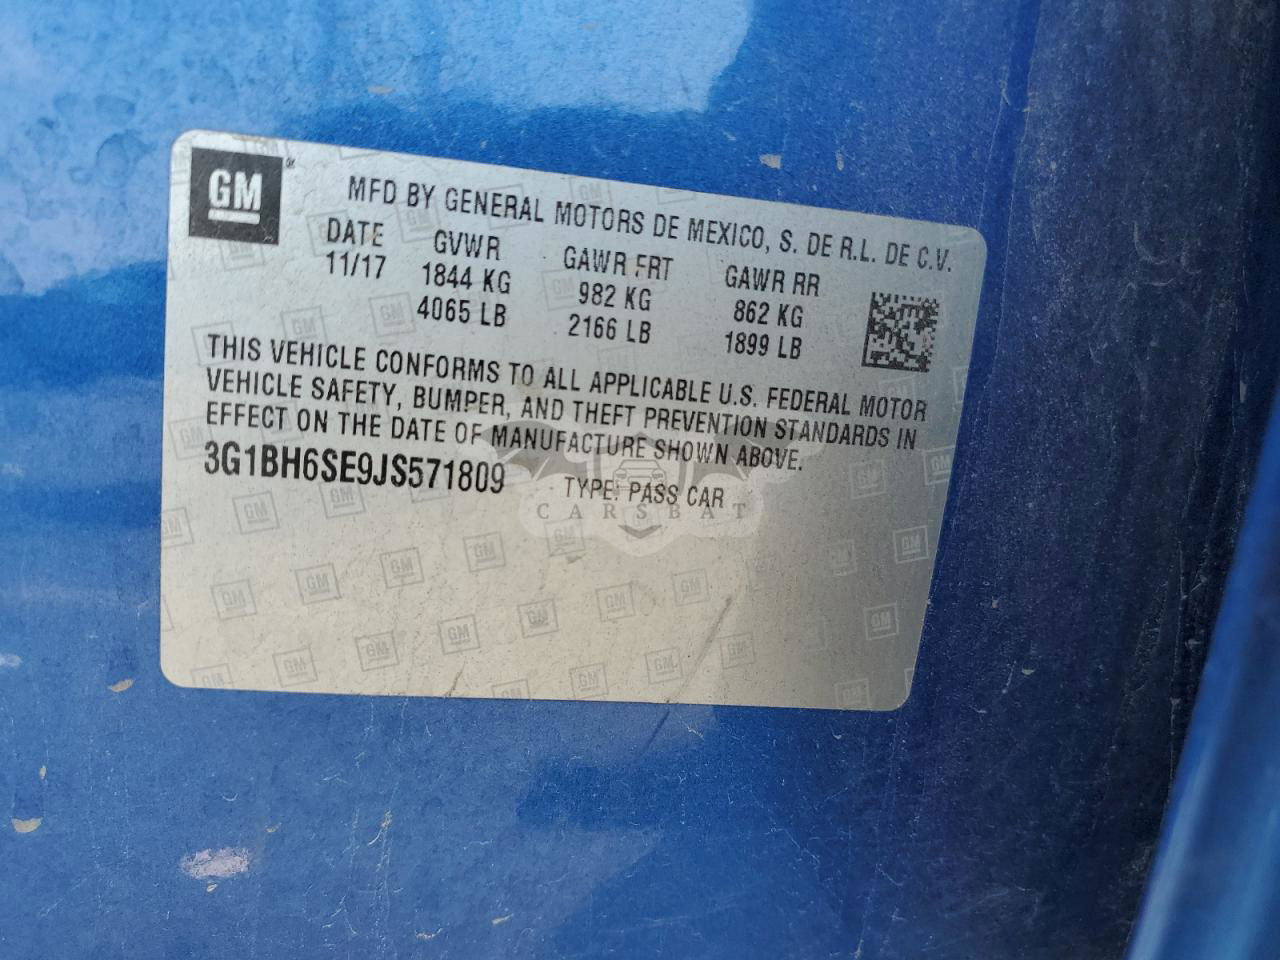 GM
MFD BY GENERAL MOTORS DE MEXICO, S. DE R.L. DE C.V.
DATE GVWR GAWR FRT GAWR RR
11/17 1844 KG 982 KG 862 KG
4065 LB 2166 LB 1899 LB
THIS VEHICLE CONFORMS TO ALL APPLICABLE U.S. FEDERAL MOTOR
VEHICLE SAFETY, BUMPER, AND THEFT PREVENTION STANDARDS IN
EFFECT ON THE DATE OF MANUFACTURE SHOWN ABOVE.
3G1BH6SE9JS571809 TYPE: PASS CAR
CARSBAT